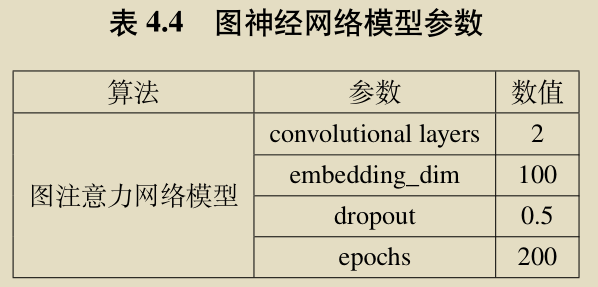 表 4.4 图神经网络模型参数
算法 参数 数值
图注意力网络模型
convolutional layers 2
embedding_dim 100
dropout 0.5
epochs 200